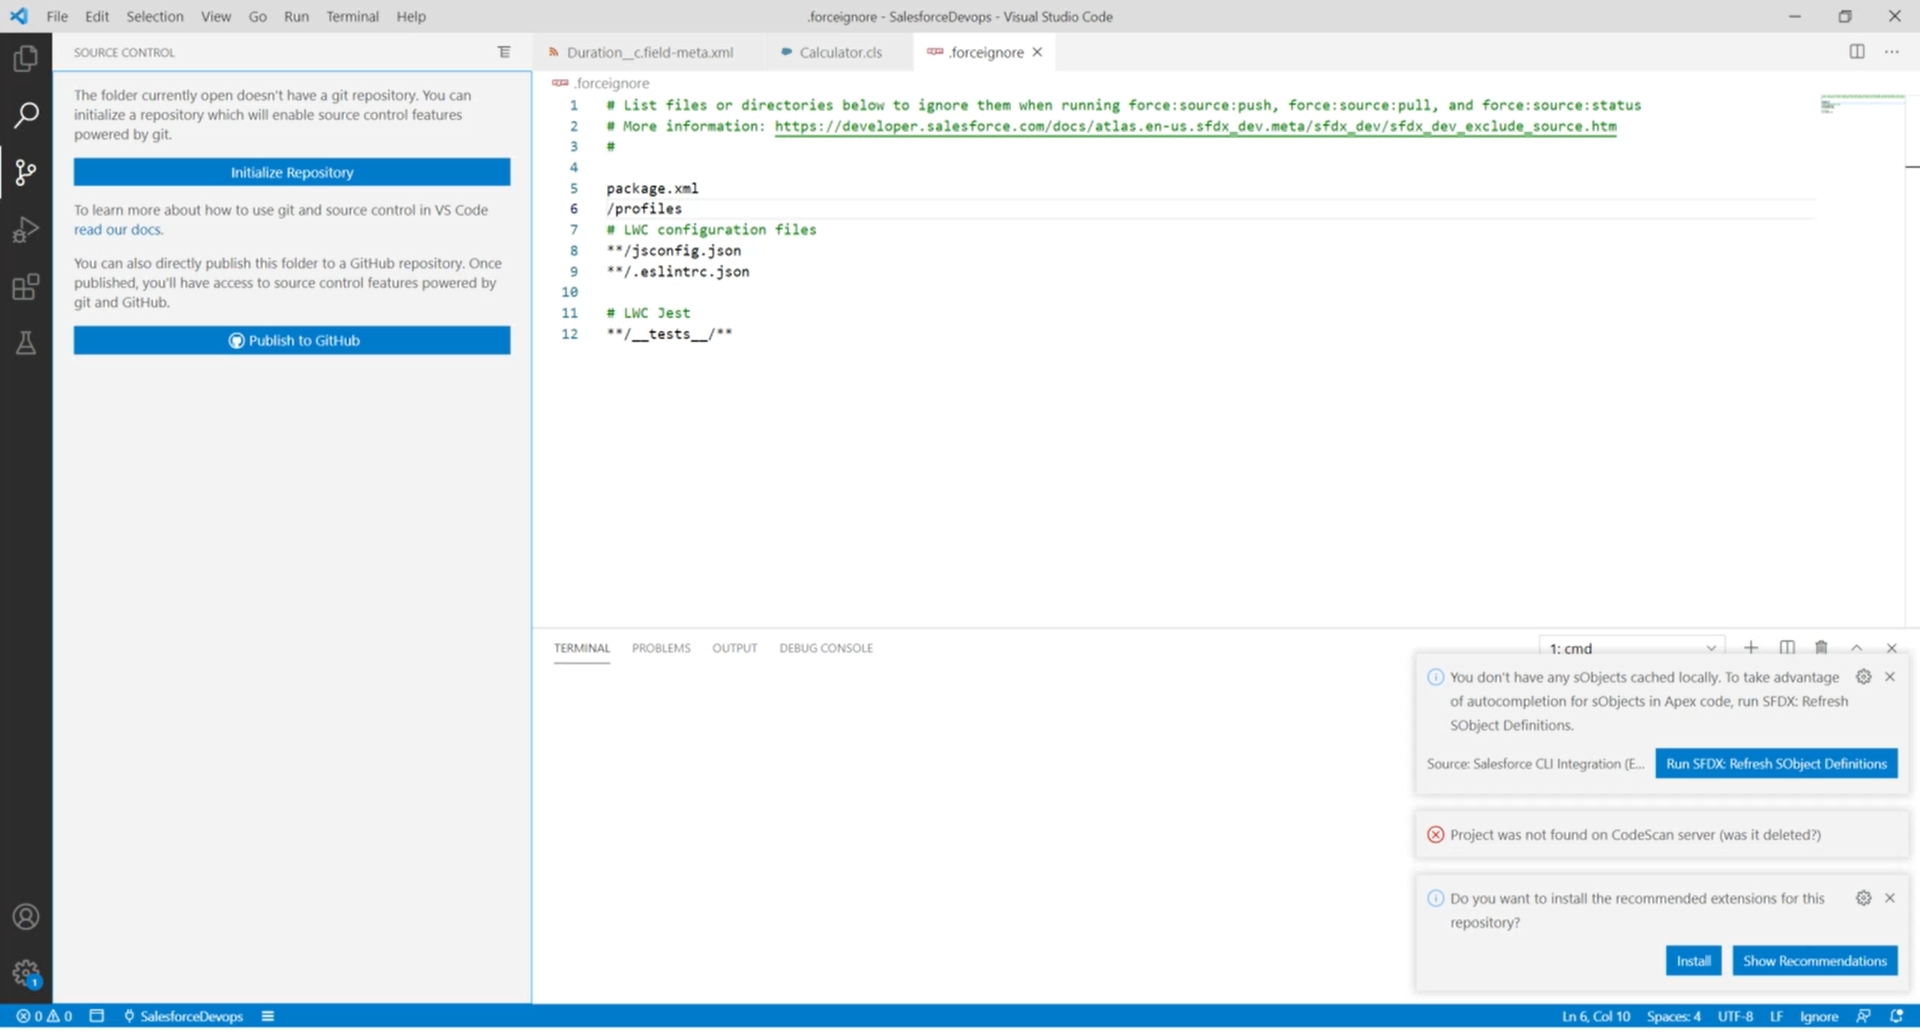 File Edit Selection View Go Run Terminal Help
.forceignore - SalesforceDevops - Visual Studio Code
SOURCE CONTROL
The folder currently open doesn't have a git repository. You can
initialize a repository which will enable source control features
powered by git.
Initialize Repository
To learn more about how to use git and source control in VS Code
read our docs.
You can also directly publish this folder to a GitHub repository. Once
published, you'll have access to source control features powered by
git and GitHub.
Publish to GitHub
Duration__c.field-meta.xml
Calculator.cls
.forceignore
.forceignore
1 # List files or directories below to ignore them when running force:source:push, force:source:pull, and force:source:status
2 # More information: https://developer.salesforce.com/docs/atlas.en-us.sfdx_dev.meta/sfdx_dev/sfdx_dev_exclude_source.htm
3 #
4
5 package.xml
6 /profiles
7 # LWC configuration files
8 **/jsconfig.json
9 **/.eslintrc.json
10
11 # LWC Jest
12 **/__tests__/**
TERMINAL PROBLEMS OUTPUT DEBUG CONSOLE
1: cmd
You don't have any sObjects cached locally. To take advantage
of autocompletion for sObjects in Apex code, run SFDX: Refresh
SObject Definitions.
Source: Salesforce CLI Integration (E...
Run SFDX: Refresh SObject Definitions
Project was not found on CodeScan server (was it deleted?)
Do you want to install the recommended extensions for this
repository?
Install
Show Recommendations
1
0 0 SalesforceDevops
Ln 6, Col 10 Spaces: 4 UTF-8 LF Ignore